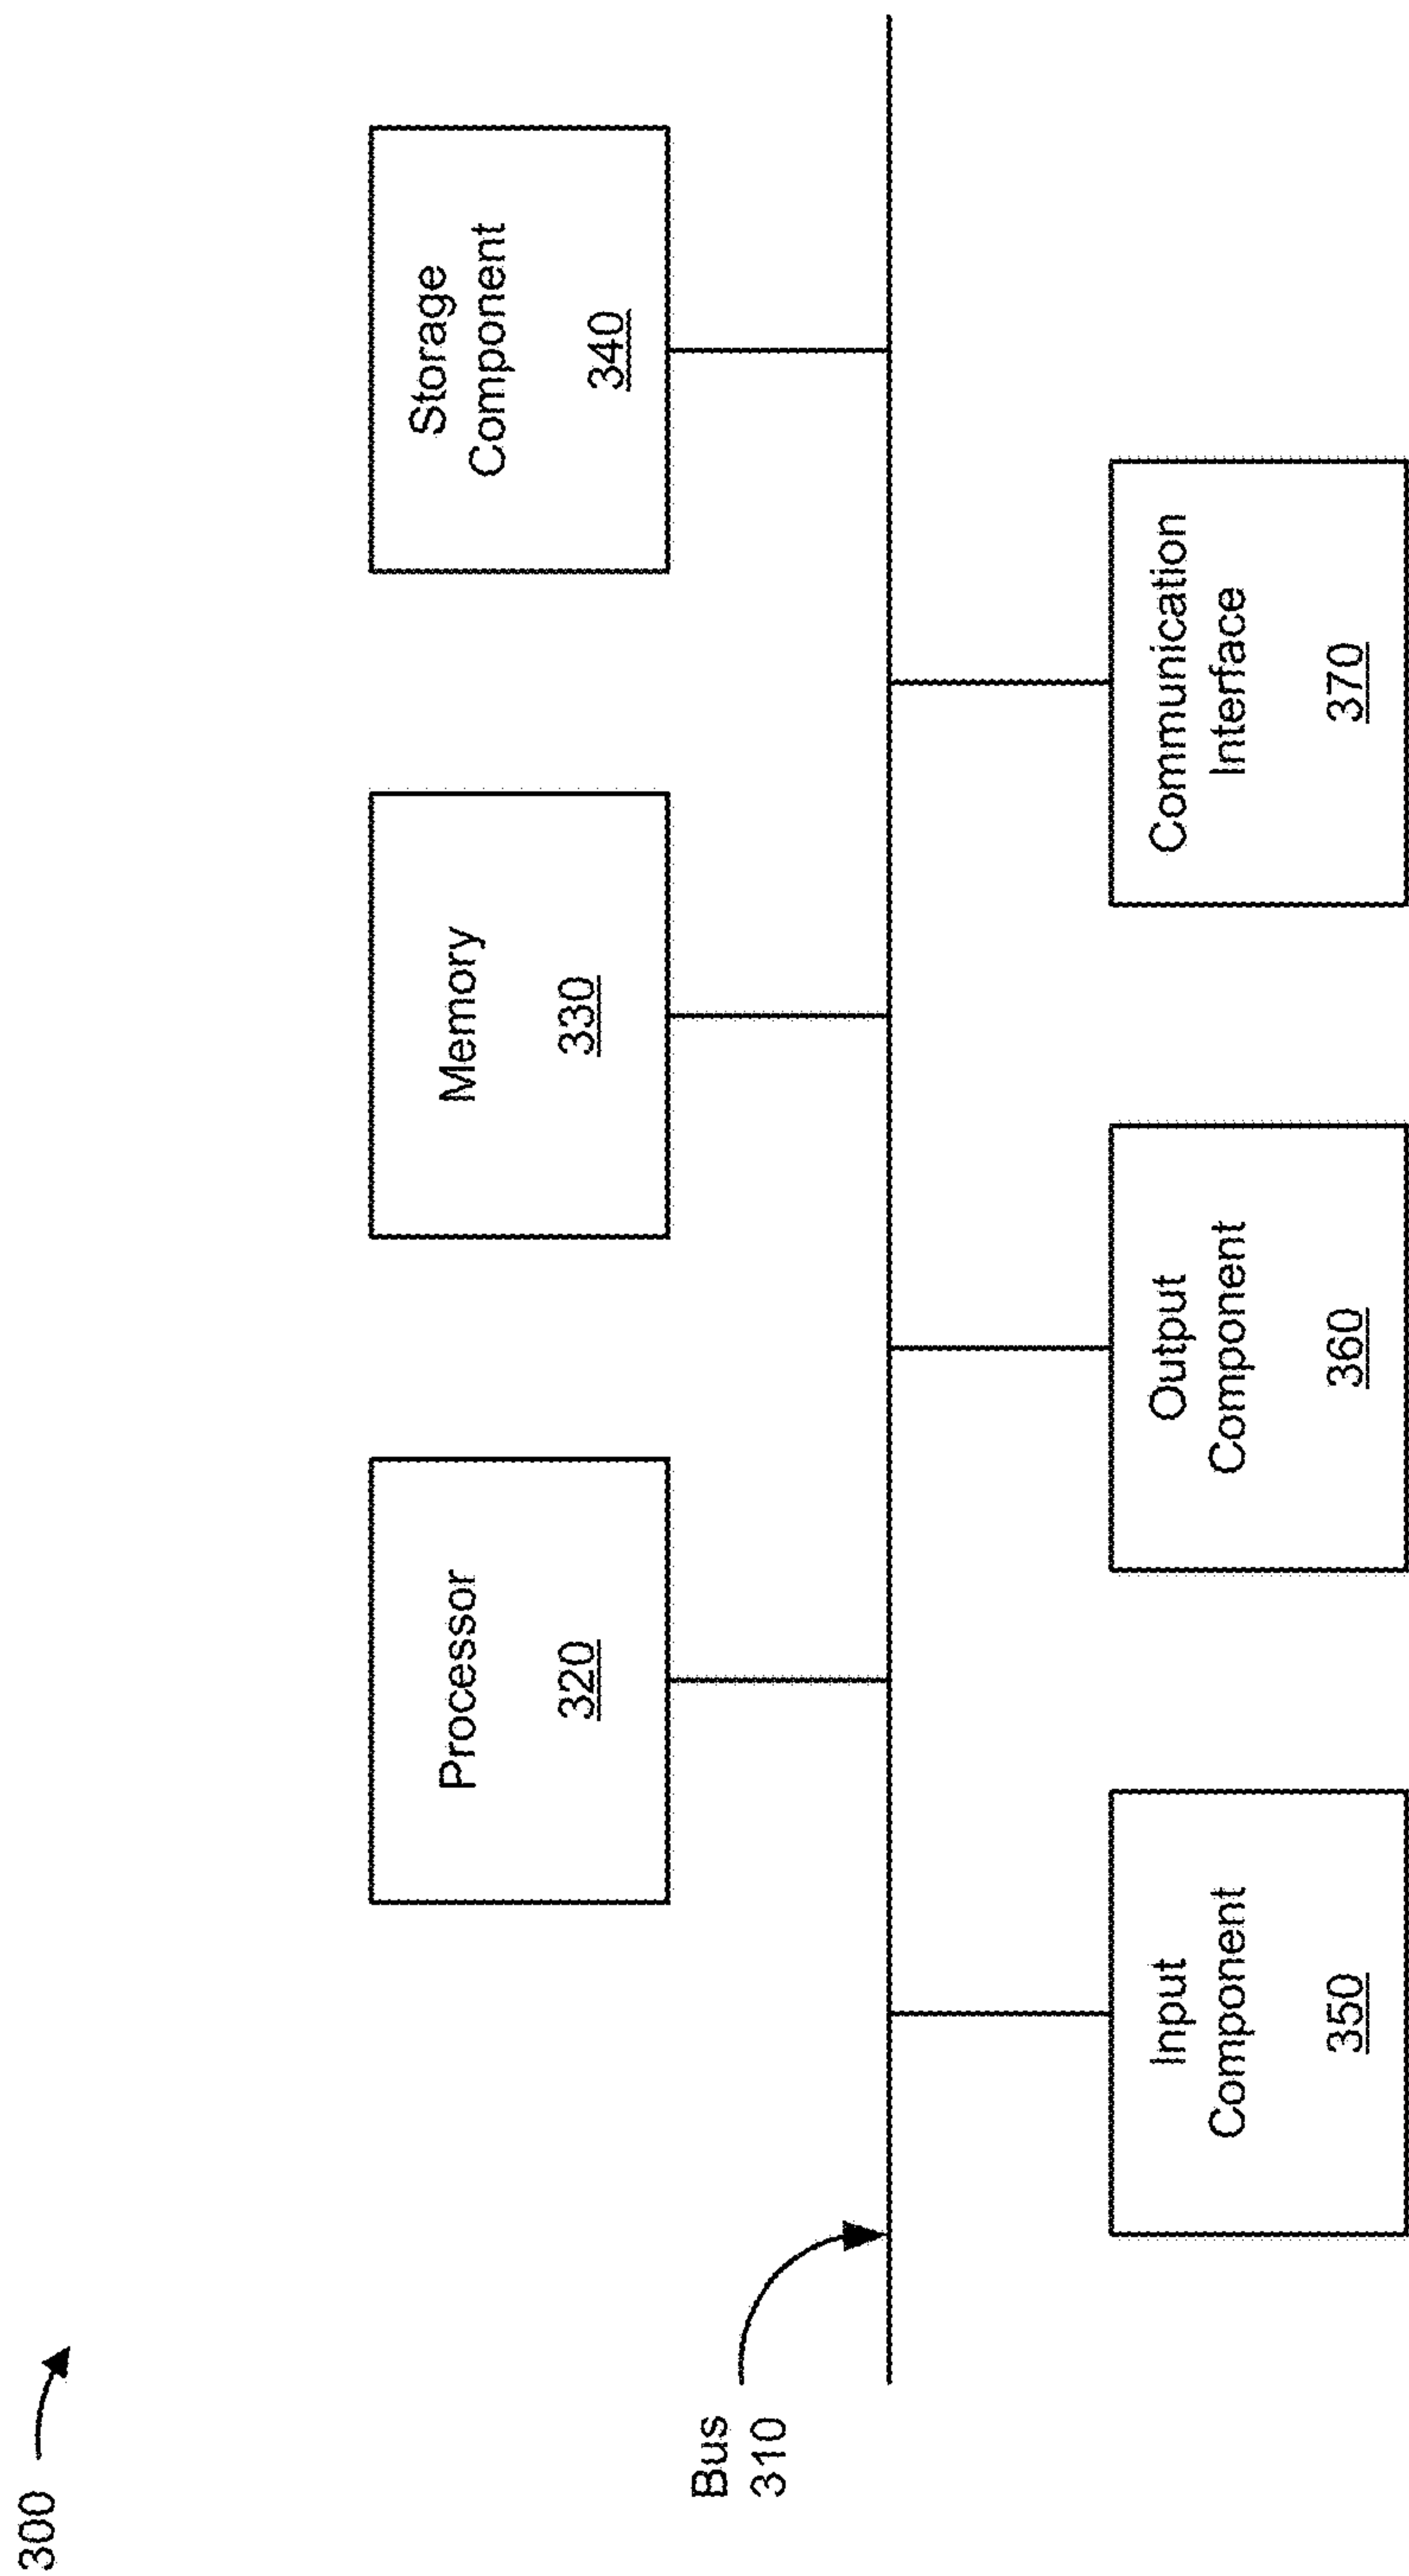 300
Processor
320
Memory
330
Storage
Component
340
Bus
310
Input
Component
350
Output
Component
360
Communication
Interface
370